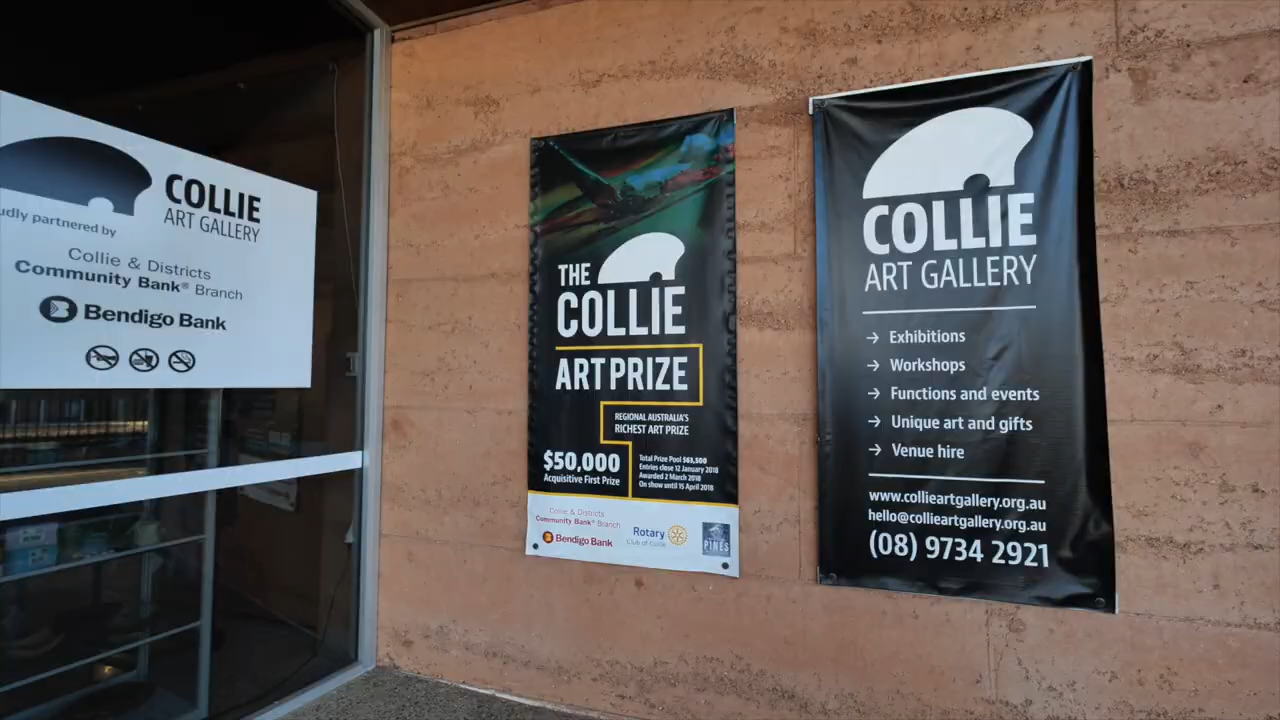 COLLIE
ART GALLERY
udly partnered by
Collie & Districts
Community Bank® Branch
Bendigo Bank
THE
COLLIE
ART PRIZE
REGIONAL AUSTRALIA'S
RICHEST ART PRIZE
$50,000
Acquisitive First Prize
Total Prize Pool $63,500
Entries close 12 January 2018
Awarded 2 March 2018
On show until 15 April 2018
Collie & Districts
Community Bank® Branch
Bendigo Bank
Rotary
Club of Collie
PINES
COLLIE
ART GALLERY
→ Exhibitions
→ Workshops
→ Functions and events
→ Unique art and gifts
→ Venue hire
www.collieartgallery.org.au
hello@collieartgallery.org.au
(08) 9734 2921